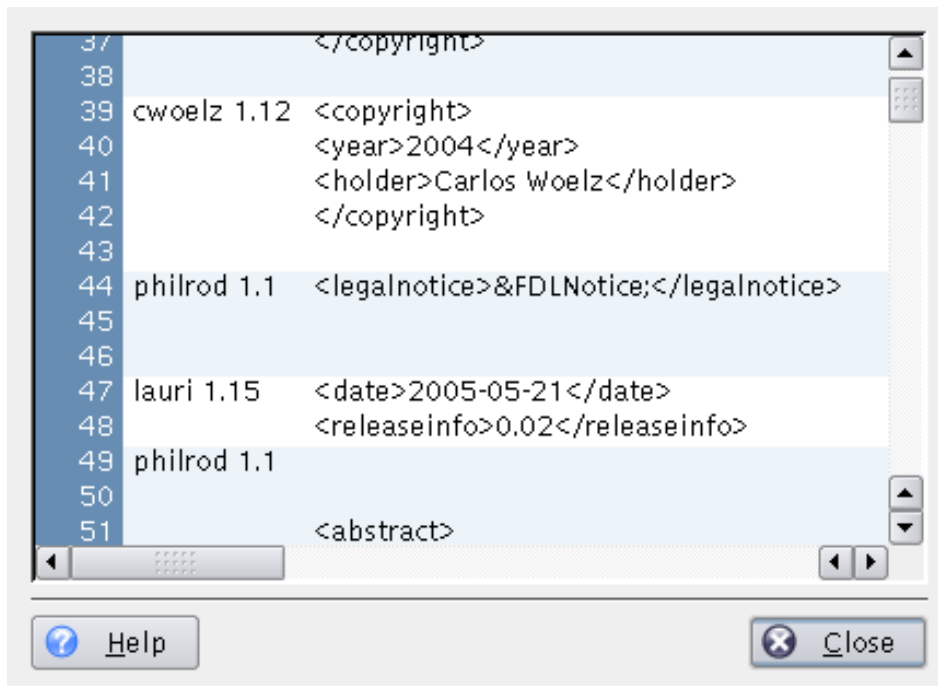 37 </copyright>
38
39 cwoelz 1.12 <copyright>
40 <year>2004</year>
41 <holder>Carlos Woelz</holder>
42 </copyright>
43
44 philrod 1.1 <legalnotice>&FDLNotice;</legalnotice>
45
46
47 lauri 1.15 <date>2005-05-21</date>
48 <releaseinfo>0.02</releaseinfo>
49 philrod 1.1
50
51 <abstract>
Help Close